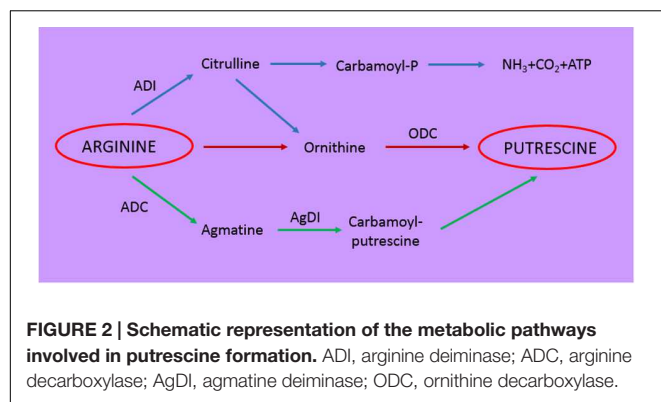 Citrulline
Carbamoyl-P
NH₃+CO₂+ATP
ADI
ARGININE
Ornithine
ODC
PUTRESCINE
ADC
Agmatine
AgDI
Carbamoyl-
putrescine
FIGURE 2 | Schematic representation of the metabolic pathways
involved in putrescine formation. ADI, arginine deiminase; ADC, arginine
decarboxylase; AgDI, agmatine deiminase; ODC, ornithine decarboxylase.